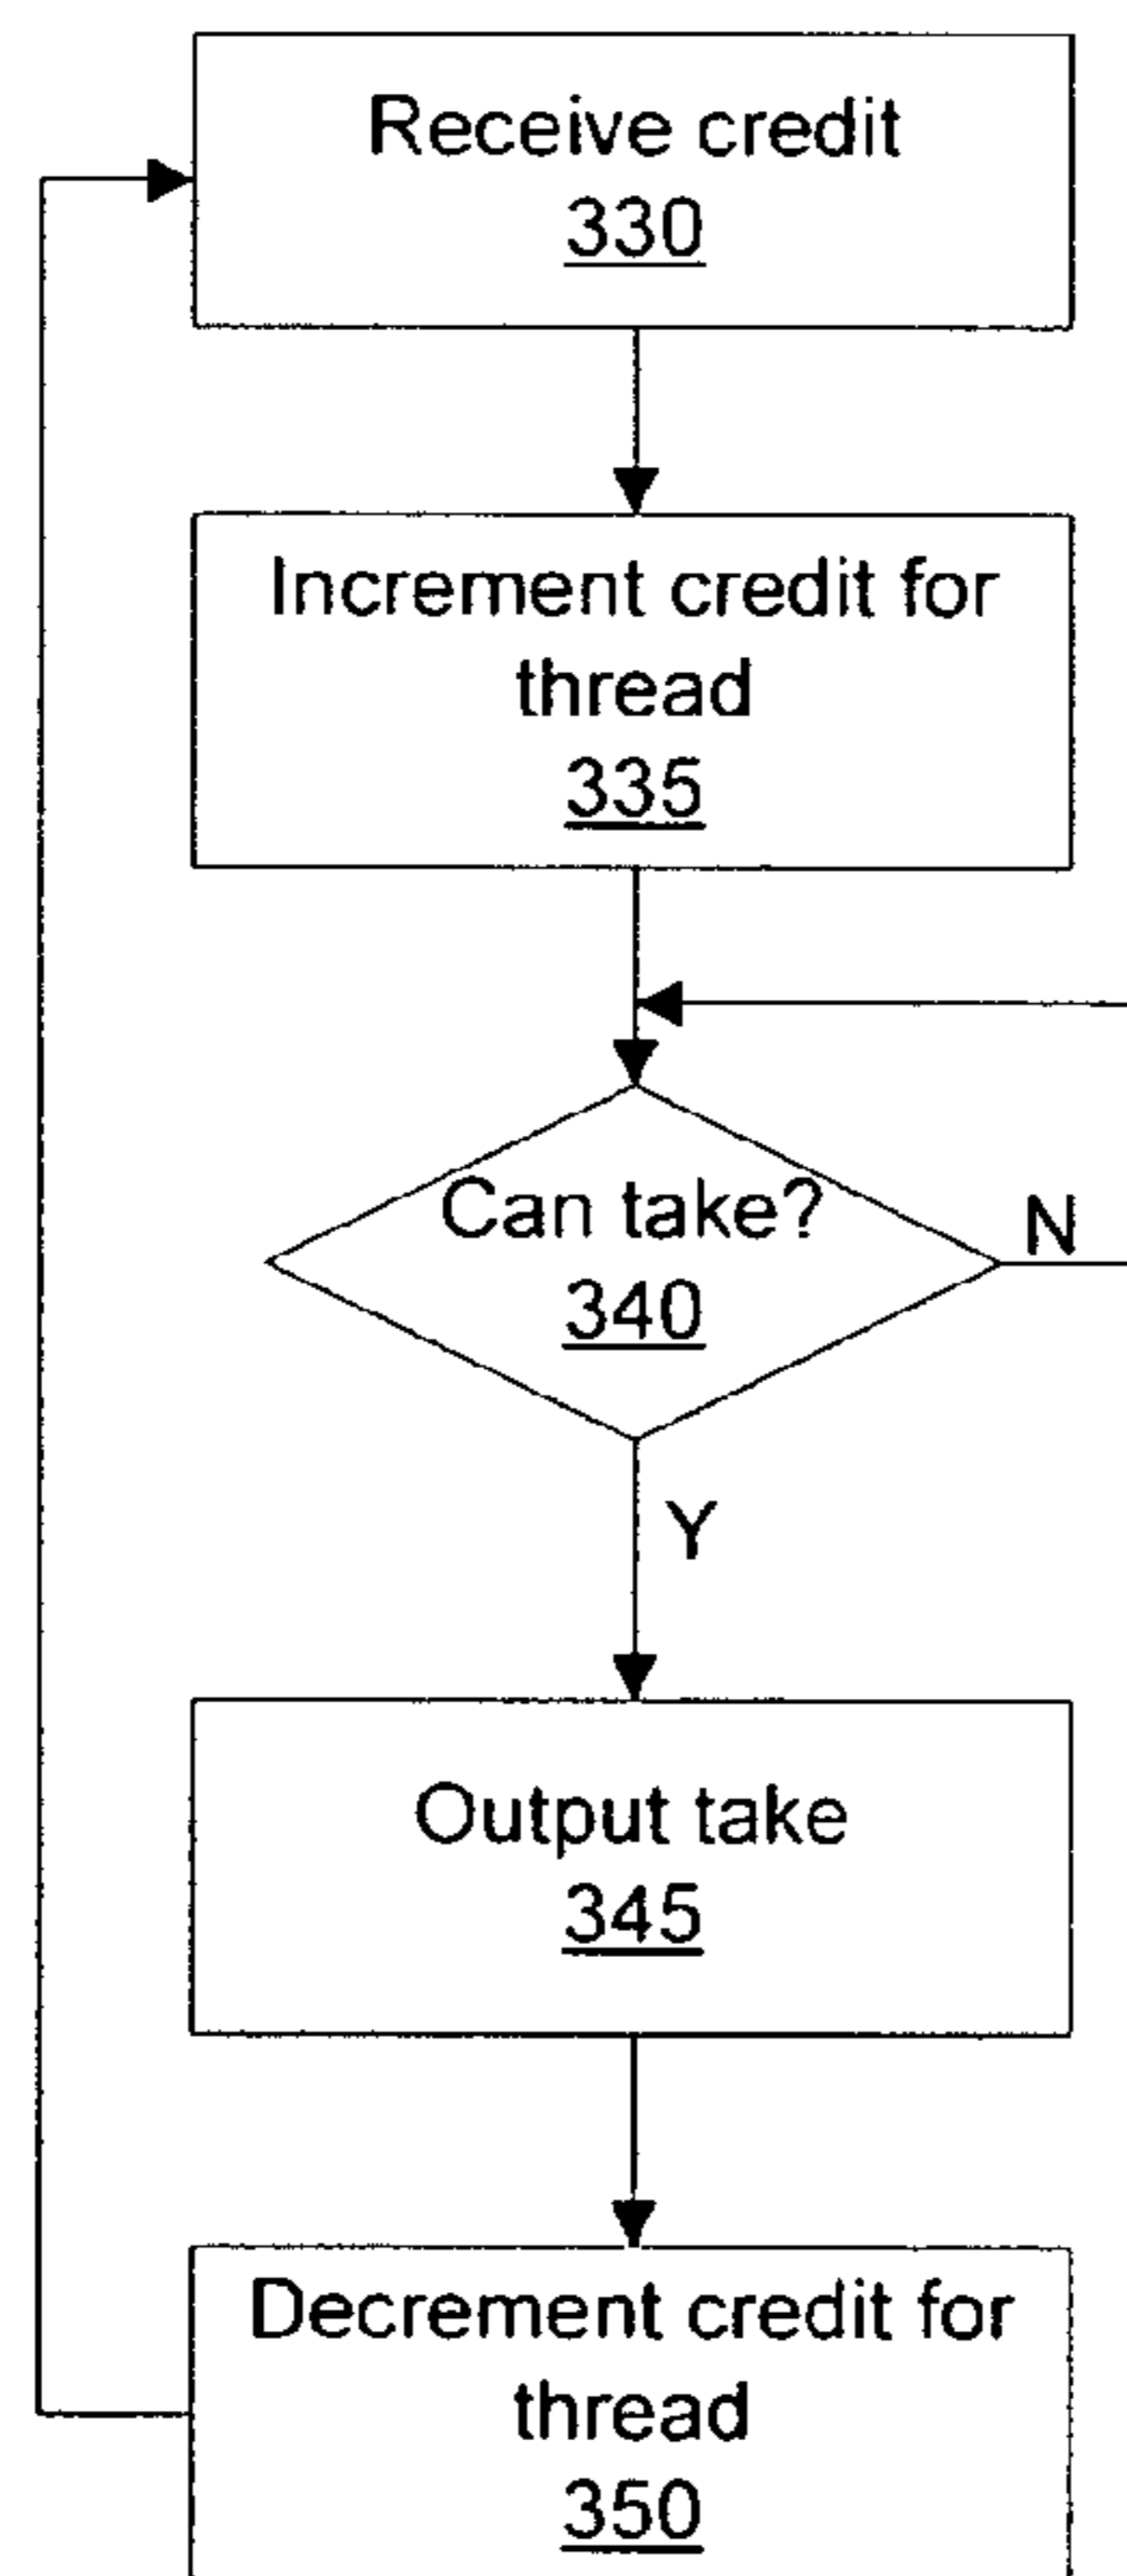 Receive credit
330
Increment credit for
thread
335
Can take?
340
N
Y
Output take
345
Decrement credit for
thread
350